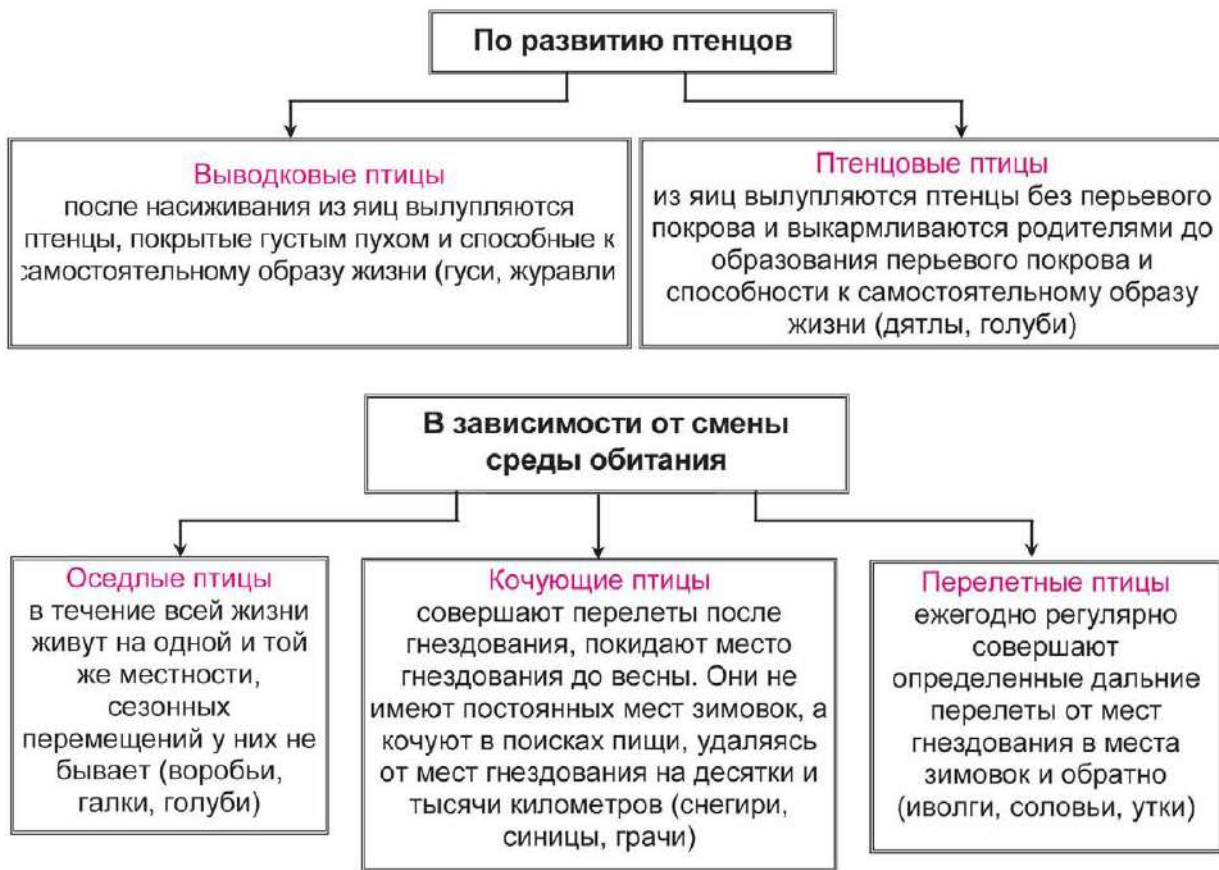 По развитию птенцов
Выводковые птицы
после насиживания из яиц вылупляются
птенцы, покрытые густым пухом и способные к
самостоятельному образу жизни (гуси, журавли
Птенцовые птицы
из яиц вылупляются птенцы без перьевого
покрова и выкармливаются родителями до
образования перьевого покрова и
способности к самостоятельному образу
жизни (дятлы, голуби)
В зависимости от смены
среды обитания
Оседлые птицы
в течение всей жизни
живут на одной и той
же местности,
сезонных
перемещений у них не
бывает (воробьи,
галки, голуби)
Кочующие птицы
совершают перелеты после
гнездования, покидают место
гнездования до весны. Они не
имеют постоянных мест зимовок, а
кочуют в поисках пищи, удаляясь
от мест гнездования на десятки и
тысячи километров (снегири,
синицы, грачи)
Перелетные птицы
ежегодно регулярно
совершают
определенные дальние
перелеты от мест
гнездования в места
зимовок и обратно
(иволги, соловьи, утки)